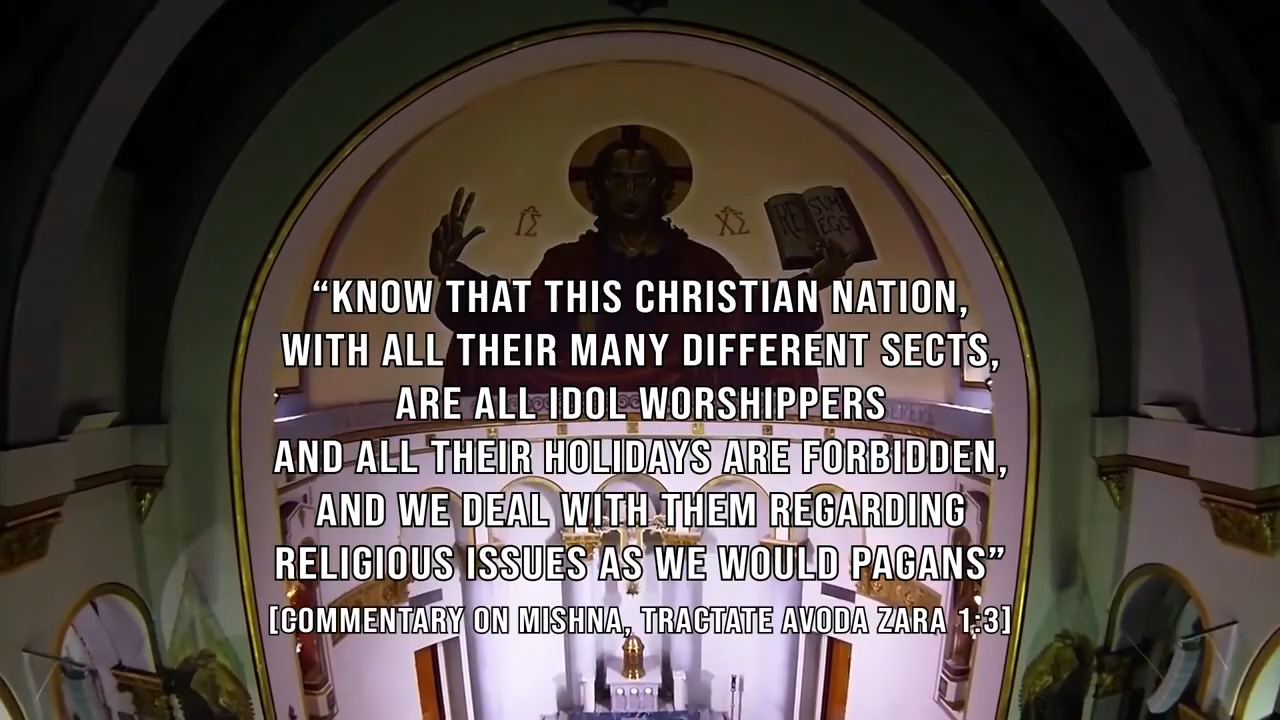 ΙΣ
ΧΣ
“KNOW THAT THIS CHRISTIAN NATION,
WITH ALL THEIR MANY DIFFERENT SECTS,
ARE ALL IDOL WORSHIPPERS
AND ALL THEIR HOLIDAYS ARE FORBIDDEN,
AND WE DEAL WITH THEM REGARDING
RELIGIOUS ISSUES AS WE WOULD PAGANS”
[COMMENTARY ON MISHNA, TRACTATE AVODA ZARA 1:3]